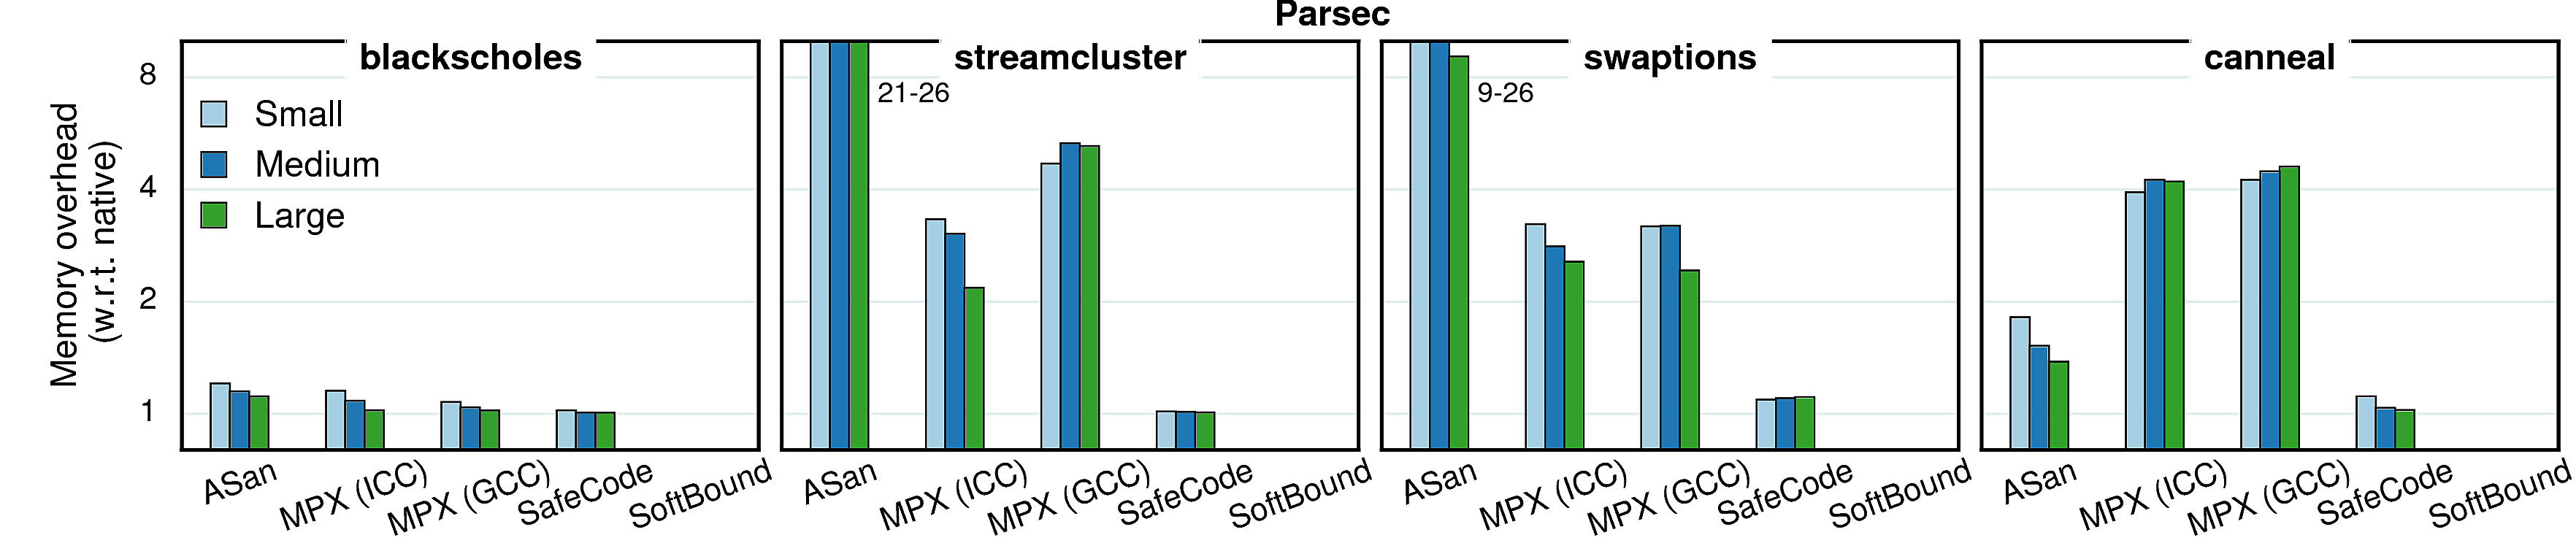 Parsec
blackscholes
streamcluster
swaptions
canneal
Memory overhead
(w.r.t. native)
8
4
2
1
Small
Medium
Large
21-26
9-26
ASan
MPX (ICC)
MPX (GCC)
SafeCode
SoftBound
ASan
MPX (ICC)
MPX (GCC)
SafeCode
SoftBound
ASan
MPX (ICC)
MPX (GCC)
SafeCode
SoftBound
ASan
MPX (ICC)
MPX (GCC)
SafeCode
SoftBound